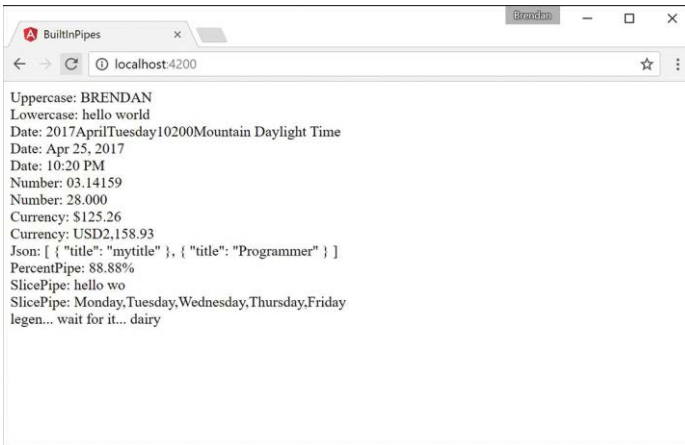 Brendan
BuiltInPipes
localhost:4200
Uppercase: BRENDAN
Lowercase: hello world
Date: 2017AprilTuesday10200Mountain Daylight Time
Date: Apr 25, 2017
Date: 10:20 PM
Number: 03.14159
Number: 28.000
Currency: $125.26
Currency: USD2,158.93
Json: [ { "title": "mytitle" }, { "title": "Programmer" } ]
PercentPipe: 88.88%
SlicePipe: hello wo
SlicePipe: Monday,Tuesday,Wednesday,Thursday,Friday
legen... wait for it... dairy